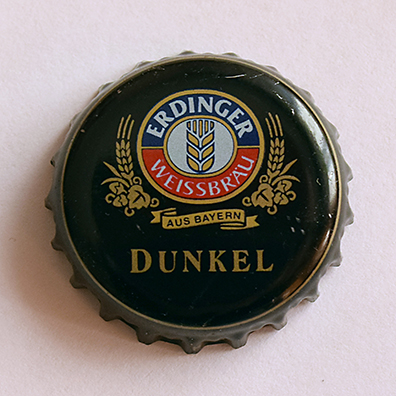 ERDINGER
WEISSBRÄU
AUS BAYERN
DUNKEL